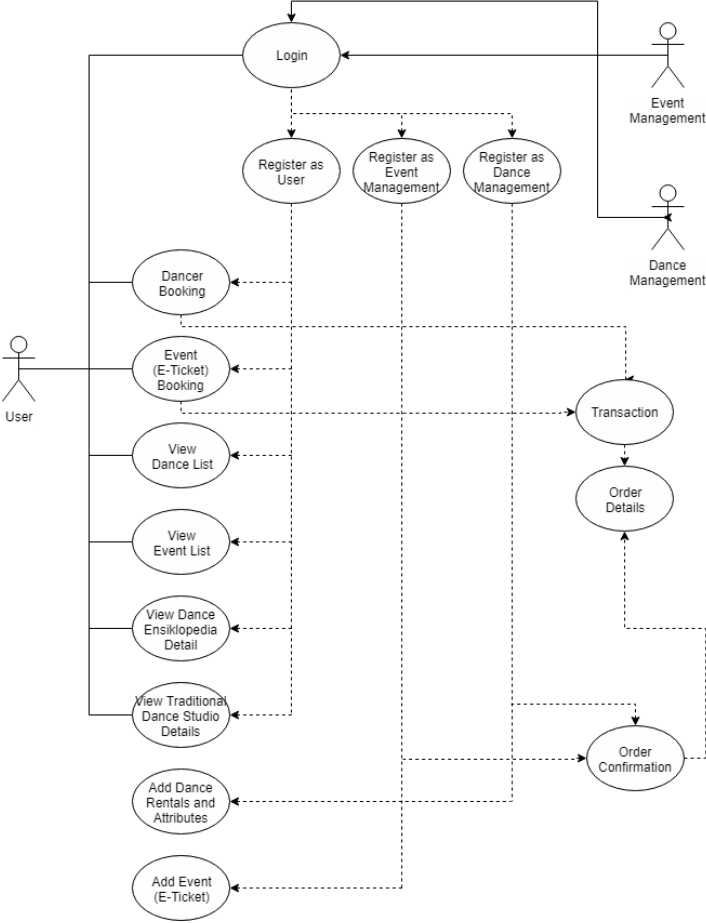 Login
Event
Management
Register as
User
Register as
Event
Management
Register as
Dance
Management
Dance
Management
Dancer
Booking
User
Event
(E-Ticket)
Booking
Transaction
View
Dance List
Order
Details
View
Event List
View Dance
Ensiklopedia
Detail
View Traditional
Dance Studio
Details
Order
Confirmation
Add Dance
Rentals and
Attributes
Add Event
(E-Ticket)